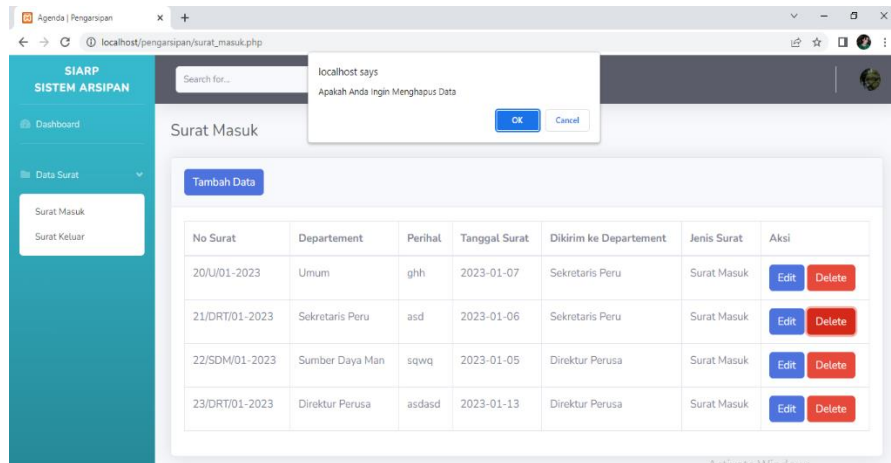 Agenda | Pengarsipan
localhost/pengarsipan/surat_masuk.php
SIARP
SISTEM ARSIPAN
Search for...
localhost says
Apakah Anda Ingin Menghapus Data
OK Cancel
Dashboard
Surat Masuk
Data Surat
Tambah Data
Surat Masuk
Surat Keluar
No Surat Departement Perihal Tanggal Surat Dikirim ke Departement Jenis Surat Aksi
20/U/01-2023 Umum ghh 2023-01-07 Sekretaris Peru Surat Masuk Edit Delete
21/DRT/01-2023 Sekretaris Peru asd 2023-01-06 Sekretaris Peru Surat Masuk Edit Delete
22/SDM/01-2023 Sumber Daya Man sqwq 2023-01-05 Direktur Perusa Surat Masuk Edit Delete
23/DRT/01-2023 Direktur Perusa asdasd 2023-01-13 Direktur Perusa Surat Masuk Edit Delete